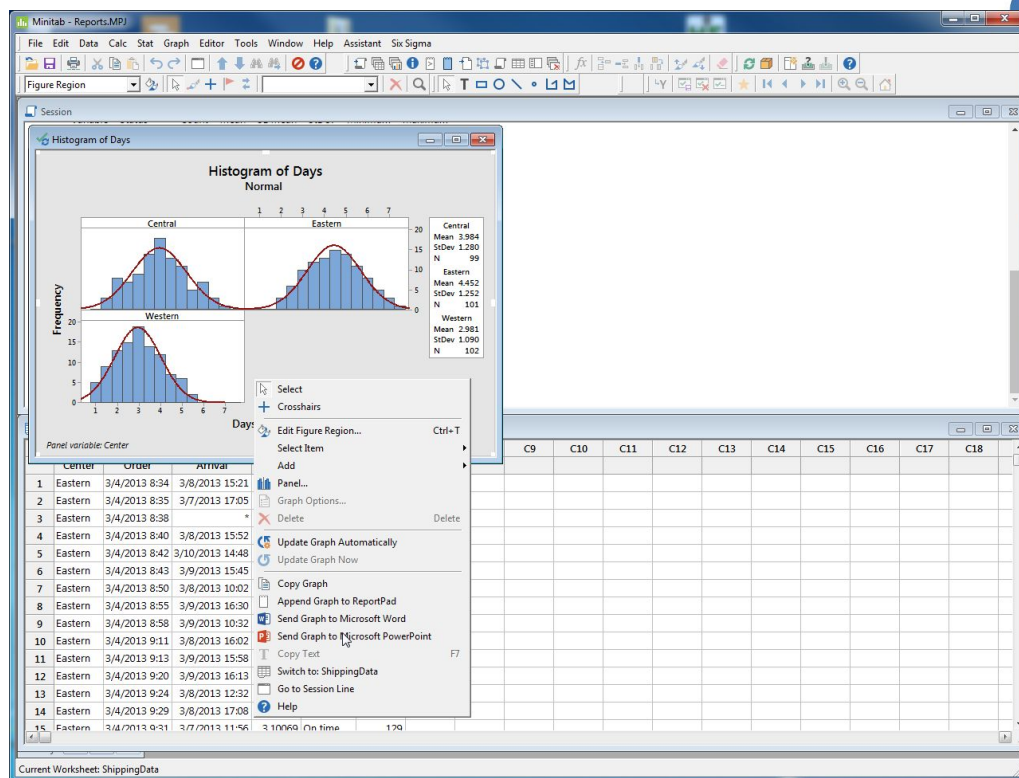 Minitab - Reports.MPJ
File Edit Data Calc Stat Graph Editor Tools Window Help Assistant Six Sigma
Figure Region
Session
Histogram of Days
Histogram of Days
Normal
1 2 3 4 5 6 7
Central Eastern
20
15
10
5
0
Central
Mean 3.984
StDev 1.280
N 99
Eastern
Mean 4.452
StDev 1.252
N 101
Western
Mean 2.981
StDev 1.090
N 102
Frequency
Western
20
15
10
5
0
1 2 3 4 5 6 7
Days
Panel variable: Center
Select
Crosshairs
Edit Figure Region... Ctrl+T
Select Item
Add
Panel...
Graph Options...
Delete Delete
Update Graph Automatically
Update Graph Now
Copy Graph
Append Graph to ReportPad
Send Graph to Microsoft Word
Send Graph to Microsoft PowerPoint
Copy Text F7
Switch to: ShippingData
Go to Session Line
Help
C9 C10 C11 C12 C13 C14 C15 C16 C17 C18
Center Order Arrival
1 Eastern 3/4/2013 8:34 3/8/2013 15:21
2 Eastern 3/4/2013 8:35 3/7/2013 17:05
3 Eastern 3/4/2013 8:38 *
4 Eastern 3/4/2013 8:40 3/8/2013 15:52
5 Eastern 3/4/2013 8:42 3/10/2013 14:48
6 Eastern 3/4/2013 8:43 3/9/2013 15:45
7 Eastern 3/4/2013 8:50 3/8/2013 10:02
8 Eastern 3/4/2013 8:55 3/9/2013 16:30
9 Eastern 3/4/2013 8:58 3/9/2013 10:32
10 Eastern 3/4/2013 9:11 3/8/2013 16:02
11 Eastern 3/4/2013 9:13 3/9/2013 15:58
12 Eastern 3/4/2013 9:20 3/9/2013 16:13
13 Eastern 3/4/2013 9:24 3/8/2013 12:32
14 Eastern 3/4/2013 9:29 3/8/2013 17:08
15 Eastern 3/4/2013 9:31 3/7/2013 11:56 3.10069 On time 129
Current Worksheet: ShippingData